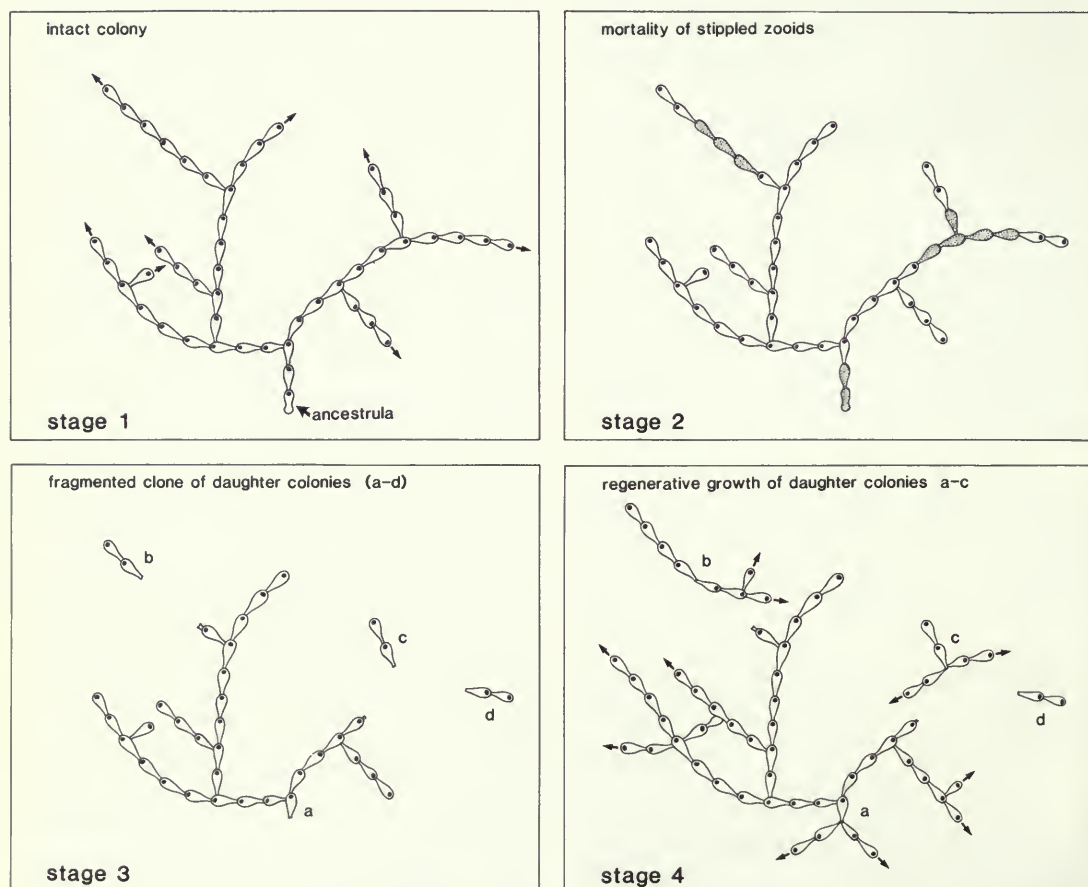 intact colony
ancestrula
stage 1
mortality of stippled zooids
stage 2
fragmented clone of daughter colonies (a–d)
b
c
d
a
stage 3
regenerative growth of daughter colonies a–c
b
c
d
a
stage 4